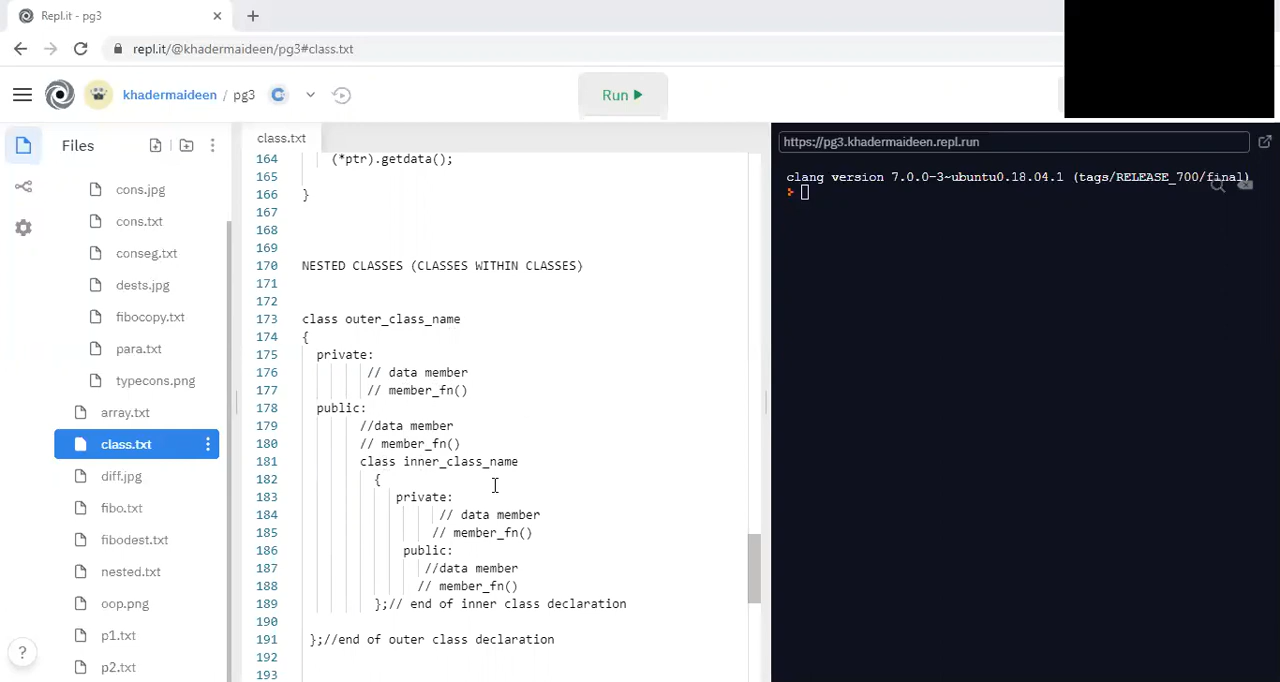 Repl.it - pg3
repl.it/@khadermaideen/pg3#class.txt
khadermaideen / pg3
Run
Files
cons.jpg
cons.txt
conseg.txt
dests.jpg
fibocopy.txt
para.txt
typecons.png
array.txt
class.txt
diff.jpg
fibo.txt
fibodest.txt
nested.txt
oop.png
p1.txt
p2.txt
?
class.txt
164 (*ptr).getdata();
165
166 }
167
168
169
170 NESTED CLASSES (CLASSES WITHIN CLASSES)
171
172
173 class outer_class_name
174 {
175 private:
176 // data member
177 // member_fn()
178 public:
179 //data member
180 // member_fn()
181 class inner_class_name
182 {
183 private:
184 // data member
185 // member_fn()
186 public:
187 //data member
188 // member_fn()
189 };// end of inner class declaration
190
191 };//end of outer class declaration
192
193
https://pg3.khadermaideen.repl.run
clang version 7.0.0-3~ubuntu0.18.04.1 (tags/RELEASE_700/final)